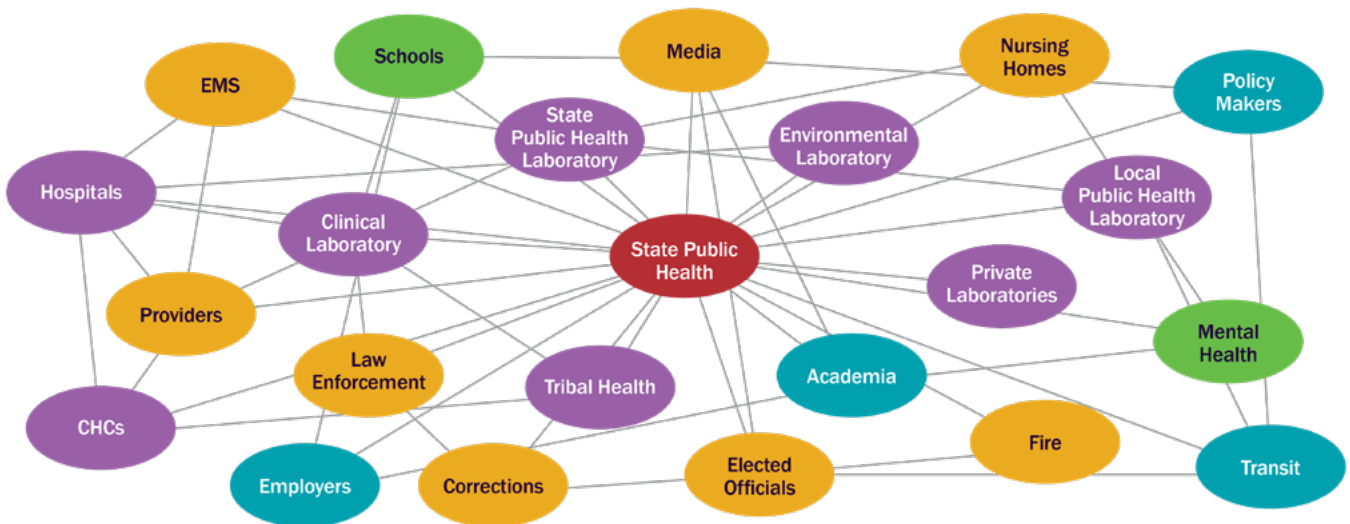 Schools
Media
Nursing
Homes
EMS
Policy
Makers
State
Public Health
Laboratory
Environmental
Laboratory
Hospitals
Local
Public Health
Laboratory
Clinical
Laboratory
State Public
Health
Private
Laboratories
Providers
Mental
Health
Law
Enforcement
Tribal Health
Academia
CHCs
Fire
Employers
Corrections
Elected
Officials
Transit